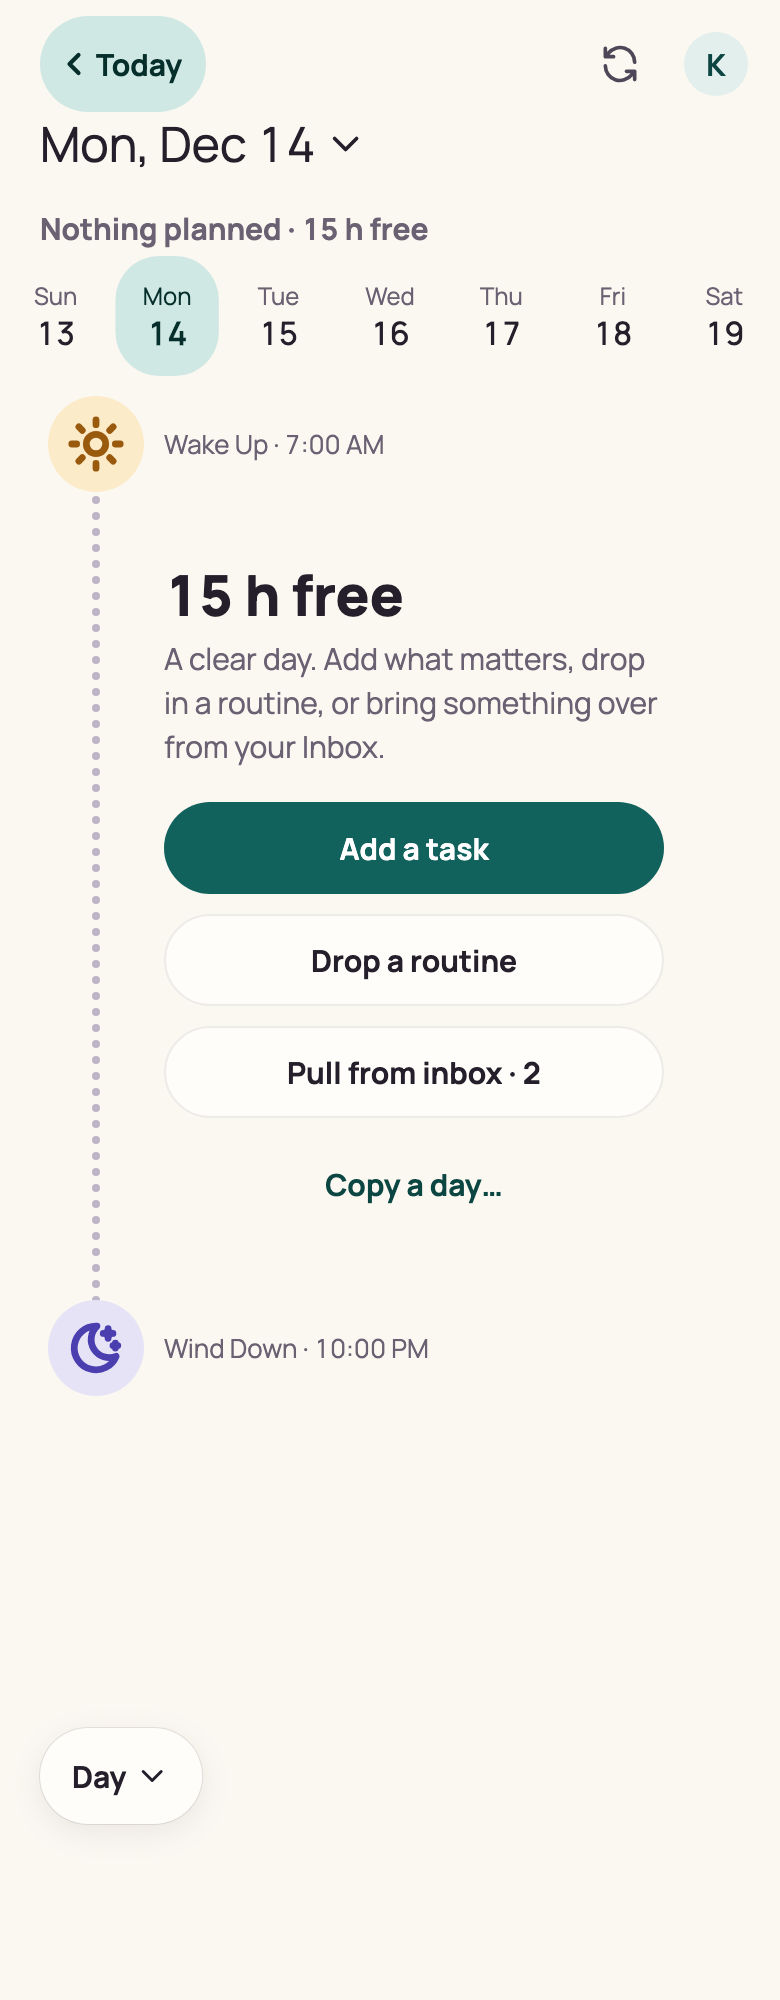 Today
K
Mon, Dec 14
Nothing planned · 15 h free
Sun Mon Tue Wed Thu Fri Sat
13 14 15 16 17 18 19
Wake Up · 7:00 AM
15 h free
A clear day. Add what matters, drop
in a routine, or bring something over
from your Inbox.
Add a task
Drop a routine
Pull from inbox · 2
Copy a day…
Wind Down · 10:00 PM
Day